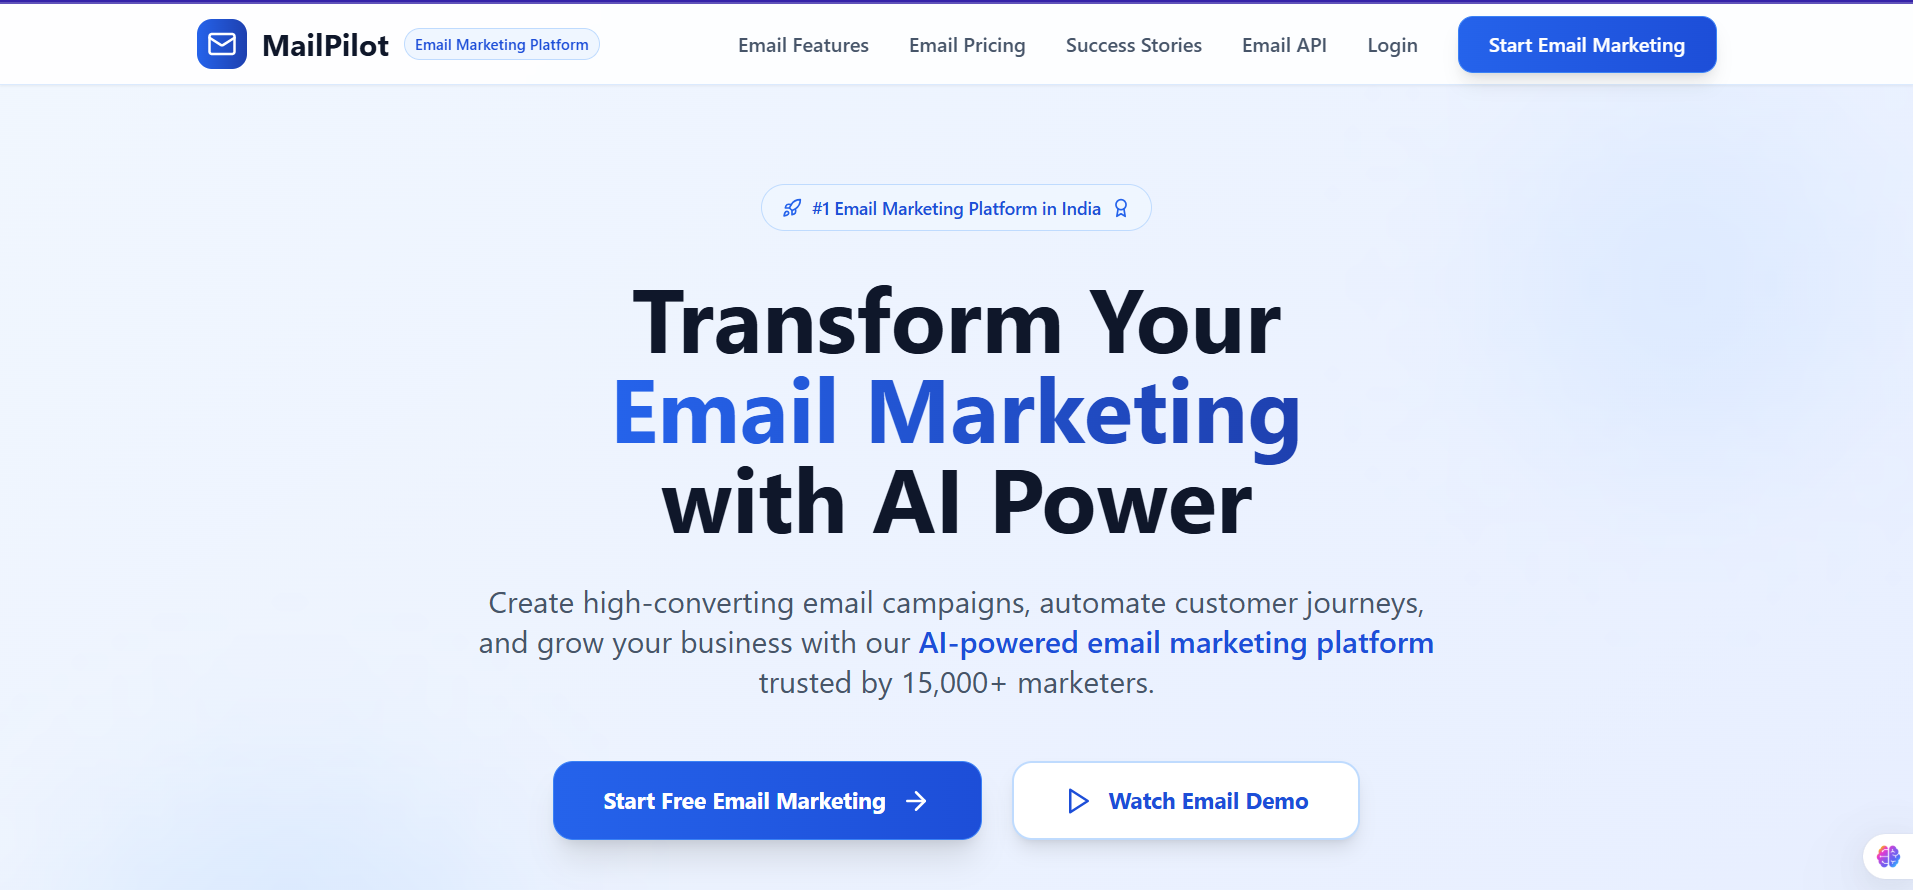 MailPilot
Email Marketing Platform
Email Features
Email Pricing
Success Stories
Email API
Login
Start Email Marketing
#1 Email Marketing Platform in India
Transform Your
Email Marketing
with AI Power
Create high-converting email campaigns, automate customer journeys,
and grow your business with our AI-powered email marketing platform
trusted by 15,000+ marketers.
Start Free Email Marketing
Watch Email Demo